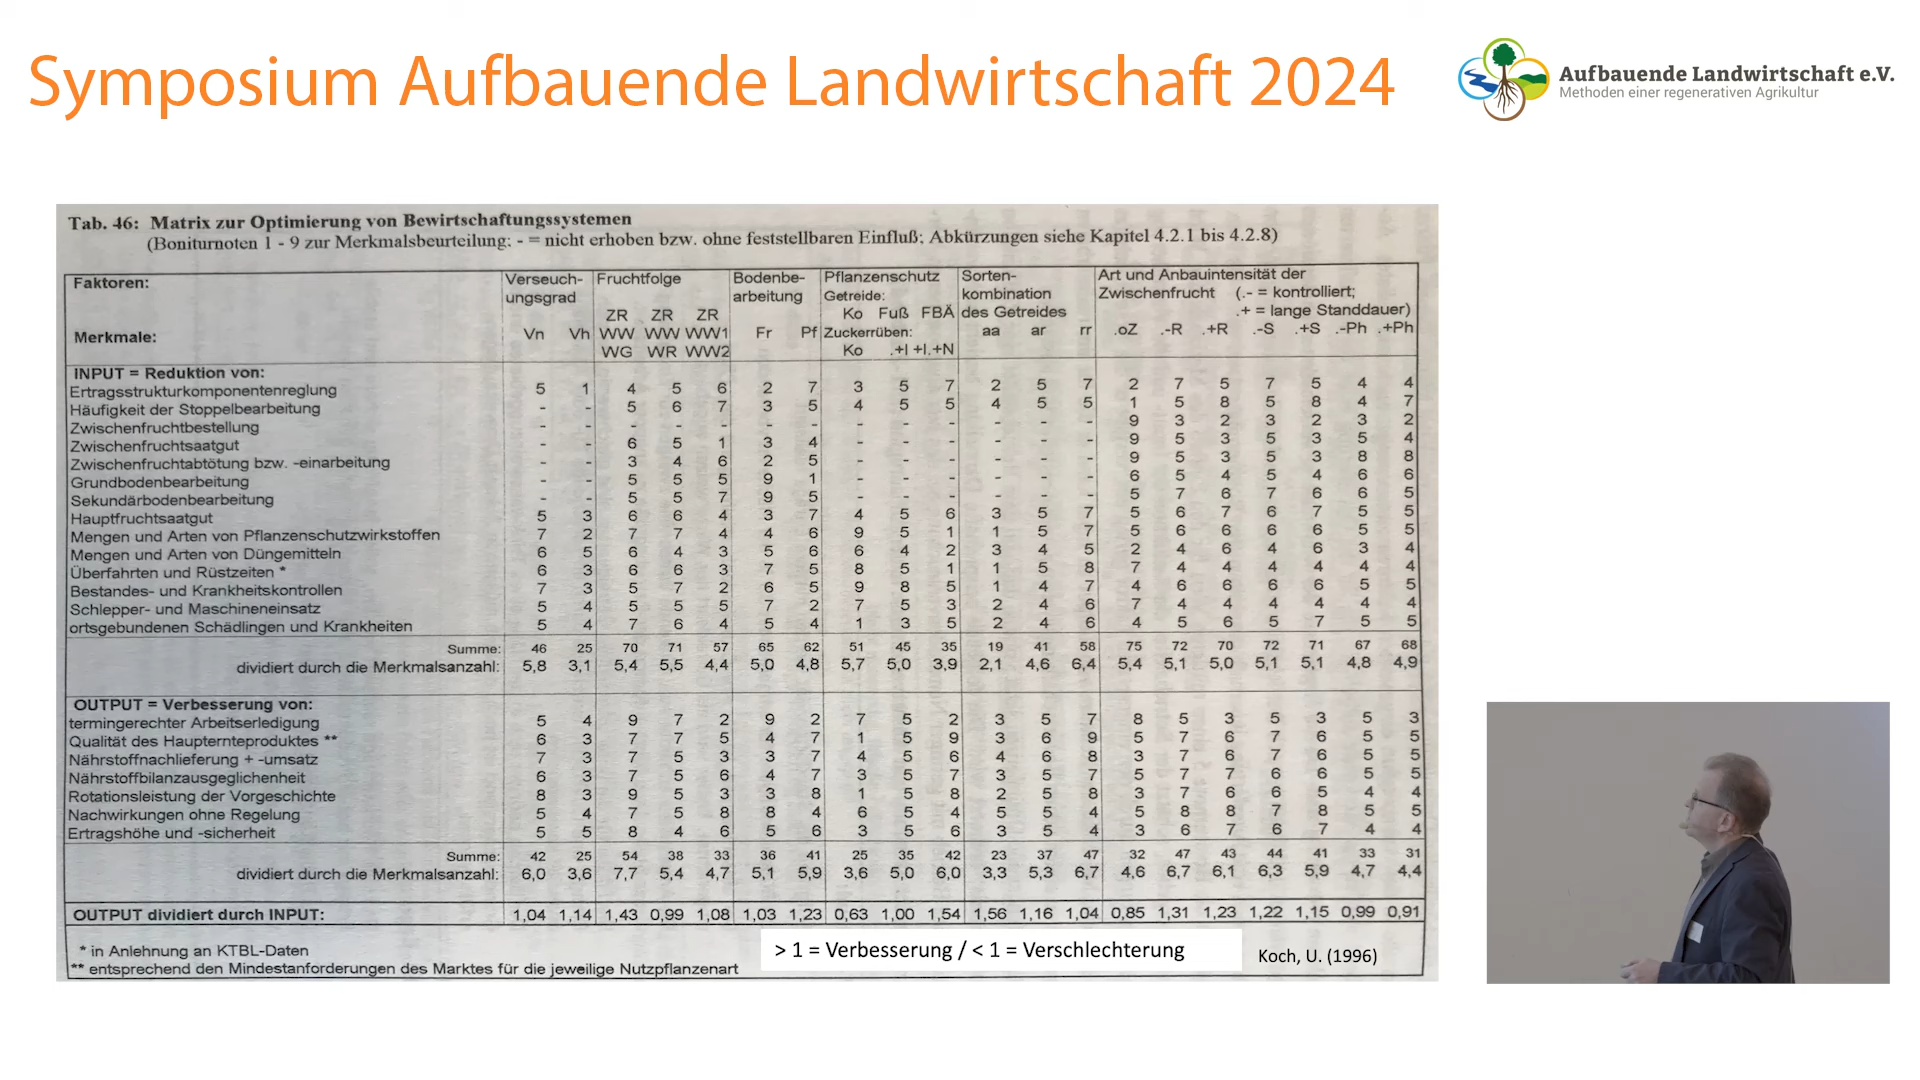 Symposium Aufbauende Landwirtschaft 2024
Aufbauende Landwirtschaft e.V.
Methoden einer regenerativen Agrikultur
Tab. 46: Matrix zur Optimierung von Bewirtschaftungssystemen
(Boniturnoten 1 - 9 zur Merkmalsbeurteilung; - = nicht erhoben bzw. ohne feststellbaren Einfluß; Abkürzungen siehe Kapitel 4.2.1 bis 4.2.8)
Faktoren: Verseuch- Fruchtfolge Bodenbe- Pflanzenschutz Sorten- Art und Anbauintensität der
ungsgrad arbeitung Getreide: kombination Zwischenfrucht (.- = kontrolliert;
ZR ZR ZR Ko Fuß FBÄ des Getreides .+ = lange Standdauer)
Merkmale: Vn Vh WW WW WW1 Fr Pf Zuckerrüben: aa ar rr .oZ .-R .+R .-S .+S .-Ph .+Ph
WG WR WW2 Ko .+I +I.+N
INPUT = Reduktion von:
Ertragsstrukturkomponentenreglung 5 1 4 5 6 2 7 3 5 7 2 5 7 2 7 5 7 5 4 4
Häufigkeit der Stoppelbearbeitung - - 5 6 7 3 5 4 5 5 4 5 5 1 5 8 5 8 4 7
Zwischenfruchtbestellung - - - - - - - - - - - - - 9 3 2 3 2 3 2
Zwischenfruchtsaatgut - - 6 5 1 3 4 - - - - - - 9 5 3 5 3 5 4
Zwischenfruchtabtötung bzw. -einarbeitung - - 3 4 6 2 5 - - - - - - 9 5 3 5 3 8 8
Grundbodenbearbeitung - - 5 5 5 9 1 - - - - - - 6 5 4 5 4 6 6
Sekundärbodenbearbeitung - - 5 5 7 9 5 - - - - - - 5 7 6 7 6 6 5
Hauptfruchtsaatgut 5 3 6 6 4 3 7 4 5 6 3 5 7 5 6 7 6 7 5 5
Mengen und Arten von Pflanzenschutzwirkstoffen 7 2 7 7 4 4 6 9 5 1 1 5 7 5 6 6 6 6 5 5
Mengen und Arten von Düngemitteln 6 5 6 4 3 5 6 6 4 2 3 4 5 2 4 6 4 6 3 4
Überfahrten und Rüstzeiten * 6 3 6 6 3 7 5 8 5 1 1 5 8 7 4 4 4 4 4 4
Bestandes- und Krankheitskontrollen 7 3 5 7 2 6 5 9 8 5 1 4 7 4 6 6 6 6 5 5
Schlepper- und Maschineneinsatz 5 4 5 5 5 7 2 7 5 3 2 4 6 7 4 4 4 4 4 4
ortsgebundenen Schädlingen und Krankheiten 5 4 7 6 4 5 4 1 3 5 2 4 6 4 5 6 5 7 5 5
Summe: 46 25 70 71 57 65 62 51 45 35 19 41 58 75 72 70 72 71 67 68
dividiert durch die Merkmalsanzahl: 5,8 3,1 5,4 5,5 4,4 5,0 4,8 5,7 5,0 3,9 2,1 4,6 6,4 5,4 5,1 5,0 5,1 5,1 4,8 4,9
OUTPUT = Verbesserung von:
termingerechter Arbeitserledigung 5 4 9 7 2 9 2 7 5 2 3 5 7 8 5 3 5 3 5 3
Qualität des Haupternteproduktes ** 6 3 7 7 5 4 7 1 5 9 3 6 9 5 7 6 7 6 5 5
Nährstoffnachlieferung + -umsatz 7 3 7 5 3 3 7 4 5 6 4 6 8 3 7 6 7 6 5 5
Nährstoffbilanzausgeglichenheit 6 3 7 5 6 4 7 3 5 7 3 5 7 5 7 7 6 6 5 5
Rotationsleistung der Vorgeschichte 8 3 9 5 3 3 8 1 5 8 2 5 8 3 7 6 6 5 4 4
Nachwirkungen ohne Regelung 5 4 7 5 8 8 4 6 5 4 5 5 4 5 8 8 7 8 5 5
Ertragshöhe und -sicherheit 5 5 8 4 6 5 6 3 5 6 3 5 4 3 6 7 6 7 4 4
Summe: 42 25 54 38 33 36 41 25 35 42 23 37 47 32 47 43 44 41 33 31
dividiert durch die Merkmalsanzahl: 6,0 3,6 7,7 5,4 4,7 5,1 5,9 3,6 5,0 6,0 3,3 5,3 6,7 4,6 6,7 6,1 6,3 5,9 4,7 4,4
OUTPUT dividiert durch INPUT: 1,04 1,14 1,43 0,99 1,08 1,03 1,23 0,63 1,00 1,54 1,56 1,16 1,04 0,85 1,31 1,23 1,22 1,15 0,99 0,91
* in Anlehnung an KTBL-Daten
** entsprechend den Mindestanforderungen des Marktes für die jeweilige Nutzpflanzenart
> 1 = Verbesserung / < 1 = Verschlechterung
Koch, U. (1996)